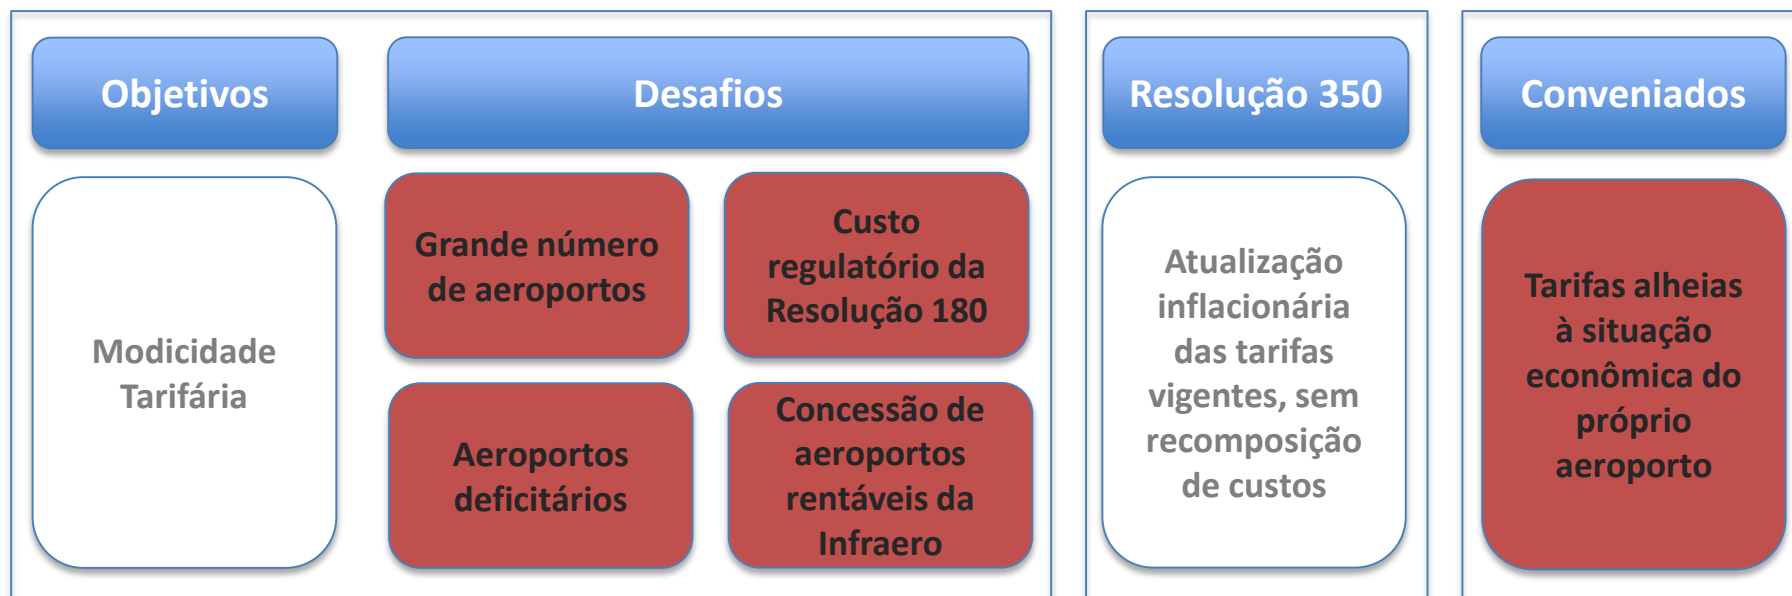 Objetivos
Desafios
Resolução 350
Conveniados
Modicidade
Tarifária
Grande número
de aeroportos
Custo
regulatório da
Resolução 180
Aeroportos
deficitários
Concessão de
aeroportos
rentáveis da
Infraero
Atualização
inflacionária
das tarifas
vigentes, sem
recomposição
de custos
Tarifas alheias
à situação
econômica do
próprio
aeroporto